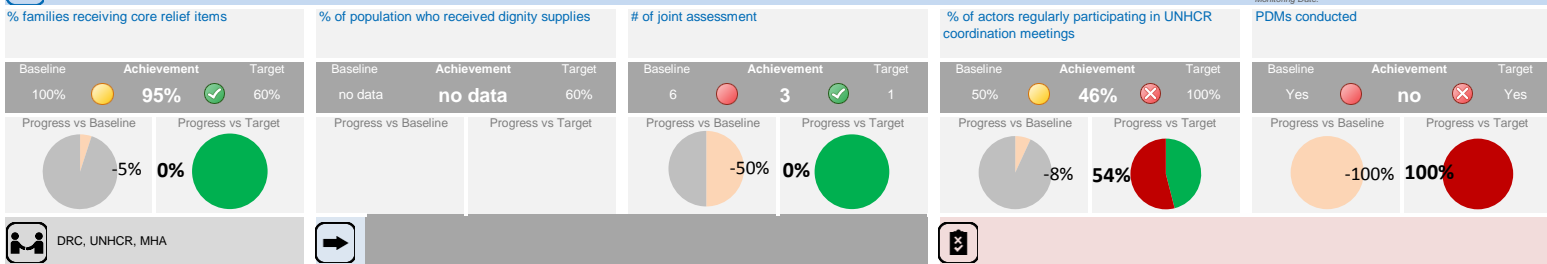 Monitoring Date:
% families receiving core relief items
Baseline Achievement Target
100% 95% 60%
Progress vs Baseline Progress vs Target
-5% 0%
% of population who received dignity supplies
Baseline Achievement Target
no data no data 60%
Progress vs Baseline Progress vs Target
# of joint assessment
Baseline Achievement Target
6 3 1
Progress vs Baseline Progress vs Target
-50% 0%
% of actors regularly participating in UNHCR
coordination meetings
Baseline Achievement Target
50% 46% 100%
Progress vs Baseline Progress vs Target
-8% 54%
PDMs conducted
Baseline Achievement Target
Yes no Yes
Progress vs Baseline Progress vs Target
-100% 100%
DRC, UNHCR, MHA